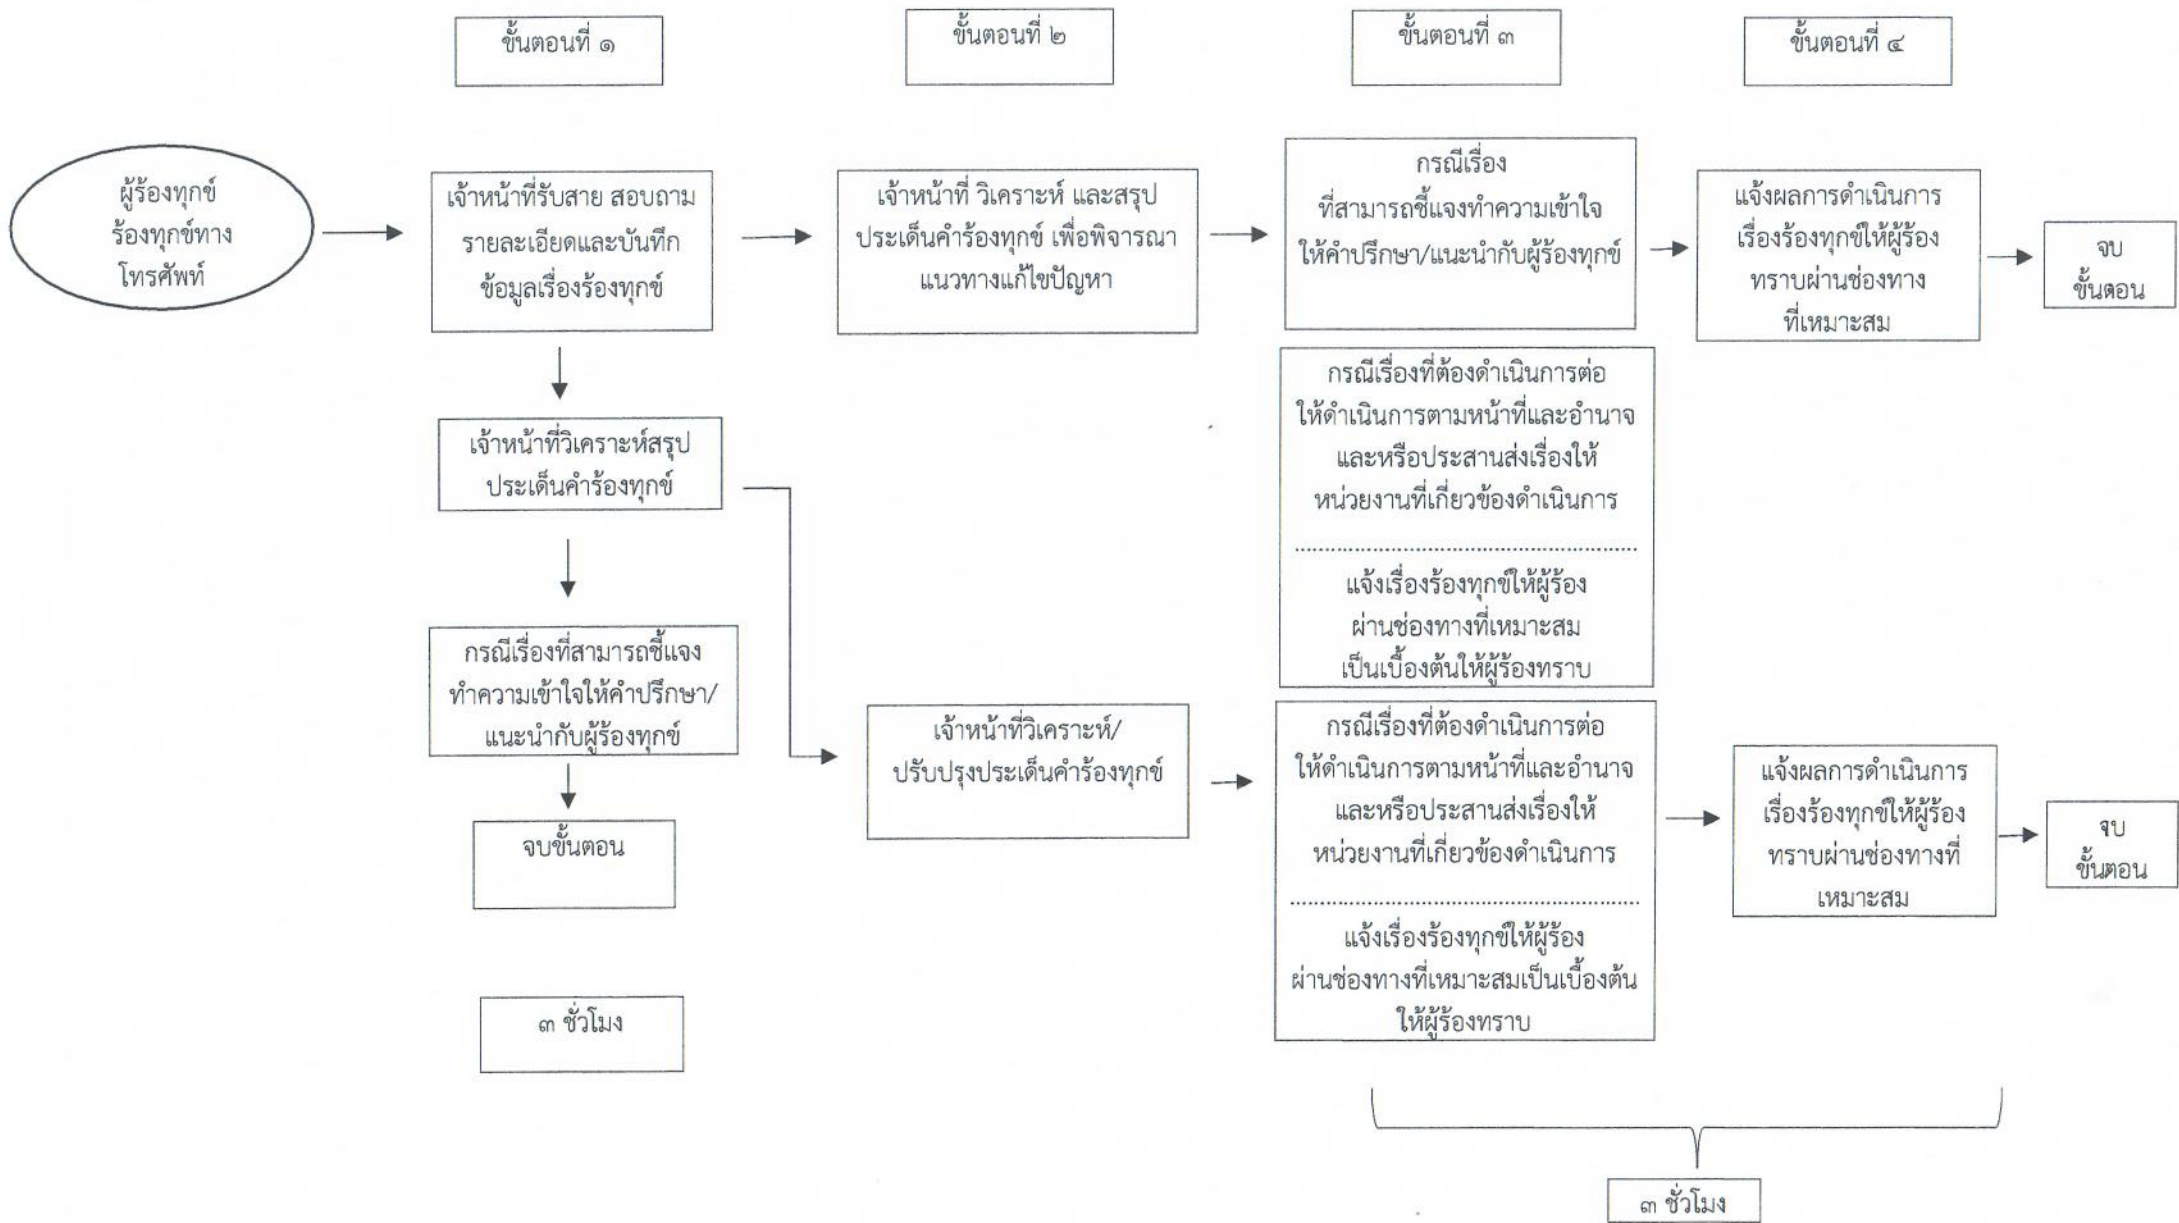 ขั้นตอนที่ ๑
ขั้นตอนที่ ๒
ขั้นตอนที่ ๓
ขั้นตอนที่ ๔
ผู้ร้องทุกข์
ร้องทุกข์ทาง
โทรศัพท์
เจ้าหน้าที่รับสาย สอบถาม
รายละเอียดและบันทึก
ข้อมูลเรื่องร้องทุกข์
เจ้าหน้าที่ วิเคราะห์ และสรุป
ประเด็นคำร้องทุกข์ เพื่อพิจารณา
แนวทางแก้ไขปัญหา
กรณีเรื่อง
ที่สามารถชี้แจงทำความเข้าใจ
ให้คำปรึกษา/แนะนำกับผู้ร้องทุกข์
แจ้งผลการดำเนินการ
เรื่องร้องทุกข์ให้ผู้ร้อง
ทราบผ่านช่องทาง
ที่เหมาะสม
จบ
ขั้นตอน
เจ้าหน้าที่วิเคราะห์สรุป
ประเด็นคำร้องทุกข์
กรณีเรื่องที่ต้องดำเนินการต่อ
ให้ดำเนินการตามหน้าที่และอำนาจ
และหรือประสานส่งเรื่องให้
หน่วยงานที่เกี่ยวข้องดำเนินการ
แจ้งเรื่องร้องทุกข์ให้ผู้ร้อง
ผ่านช่องทางที่เหมาะสม
เป็นเบื้องต้นให้ผู้ร้องทราบ
กรณีเรื่องที่สามารถชี้แจง
ทำความเข้าใจให้คำปรึกษา/
แนะนำกับผู้ร้องทุกข์
จบขั้นตอน
เจ้าหน้าที่วิเคราะห์/
ปรับปรุงประเด็นคำร้องทุกข์
กรณีเรื่องที่ต้องดำเนินการต่อ
ให้ดำเนินการตามหน้าที่และอำนาจ
และหรือประสานส่งเรื่องให้
หน่วยงานที่เกี่ยวข้องดำเนินการ
แจ้งเรื่องร้องทุกข์ให้ผู้ร้อง
ผ่านช่องทางที่เหมาะสมเป็นเบื้องต้น
ให้ผู้ร้องทราบ
แจ้งผลการดำเนินการ
เรื่องร้องทุกข์ให้ผู้ร้อง
ทราบผ่านช่องทางที่
เหมาะสม
จบ
ขั้นตอน
๓ ชั่วโมง
๓ ชั่วโมง